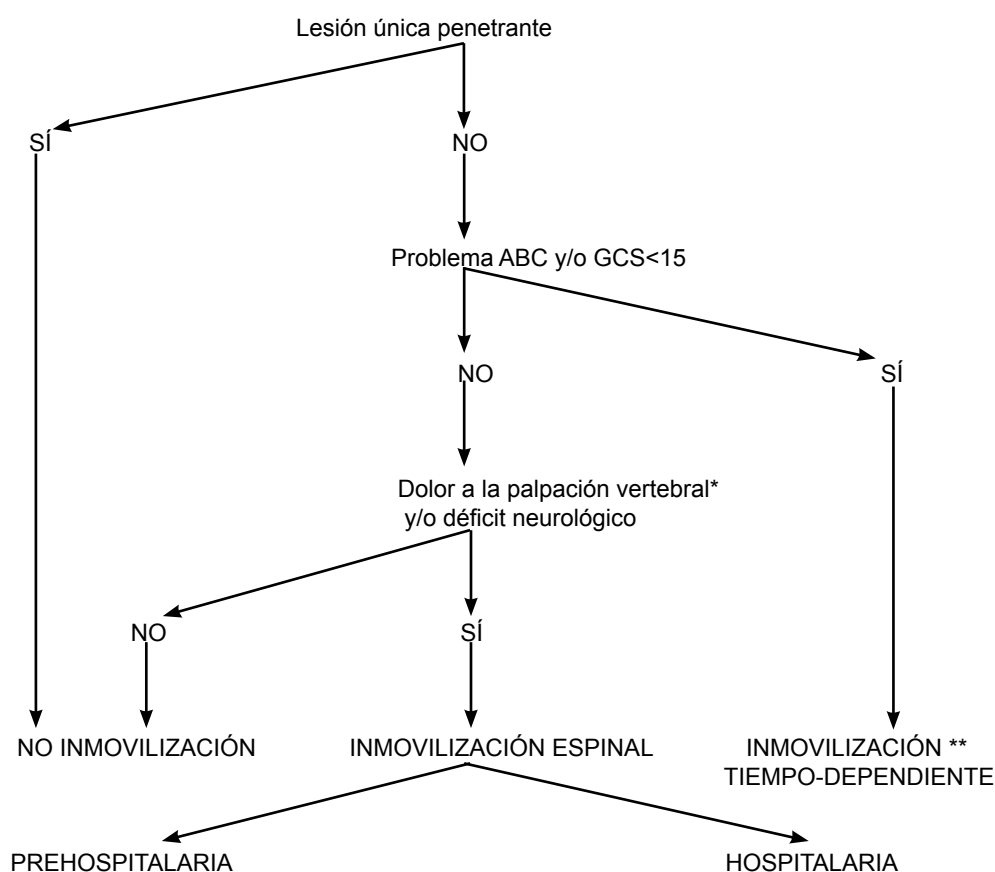 Lesión única penetrante
SÍ
NO
Problema ABC y/o GCS<15
NO
SÍ
Dolor a la palpación vertebral*
y/o déficit neurológico
NO
SÍ
NO INMOVILIZACIÓN
INMOVILIZACIÓN ESPINAL
INMOVILIZACIÓN **
TIEMPO-DEPENDIENTE
PREHOSPITALARIA
HOSPITALARIA